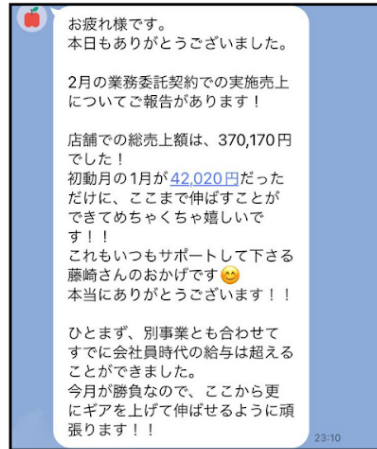 お疲れ様です。
本日もありがとうございました。
2月の業務委託契約での実施売上
についてご報告があります！
店舗での総売上額は、370,170円
でした！
初動月の1月が42,020円だった
だけに、ここまで伸ばすことが
できてめちゃくちゃ嬉しいで
す！！
これもいつもサポートして下さる
藤崎さんのおかげです😊
本当にありがとうございます！！
ひとまず、別事業とも合わせて
すでに会社員時代の給与は超える
ことができました。
今月が勝負なので、ここから更
にギアを上げて伸ばせるように頑
張ります！！
23:10